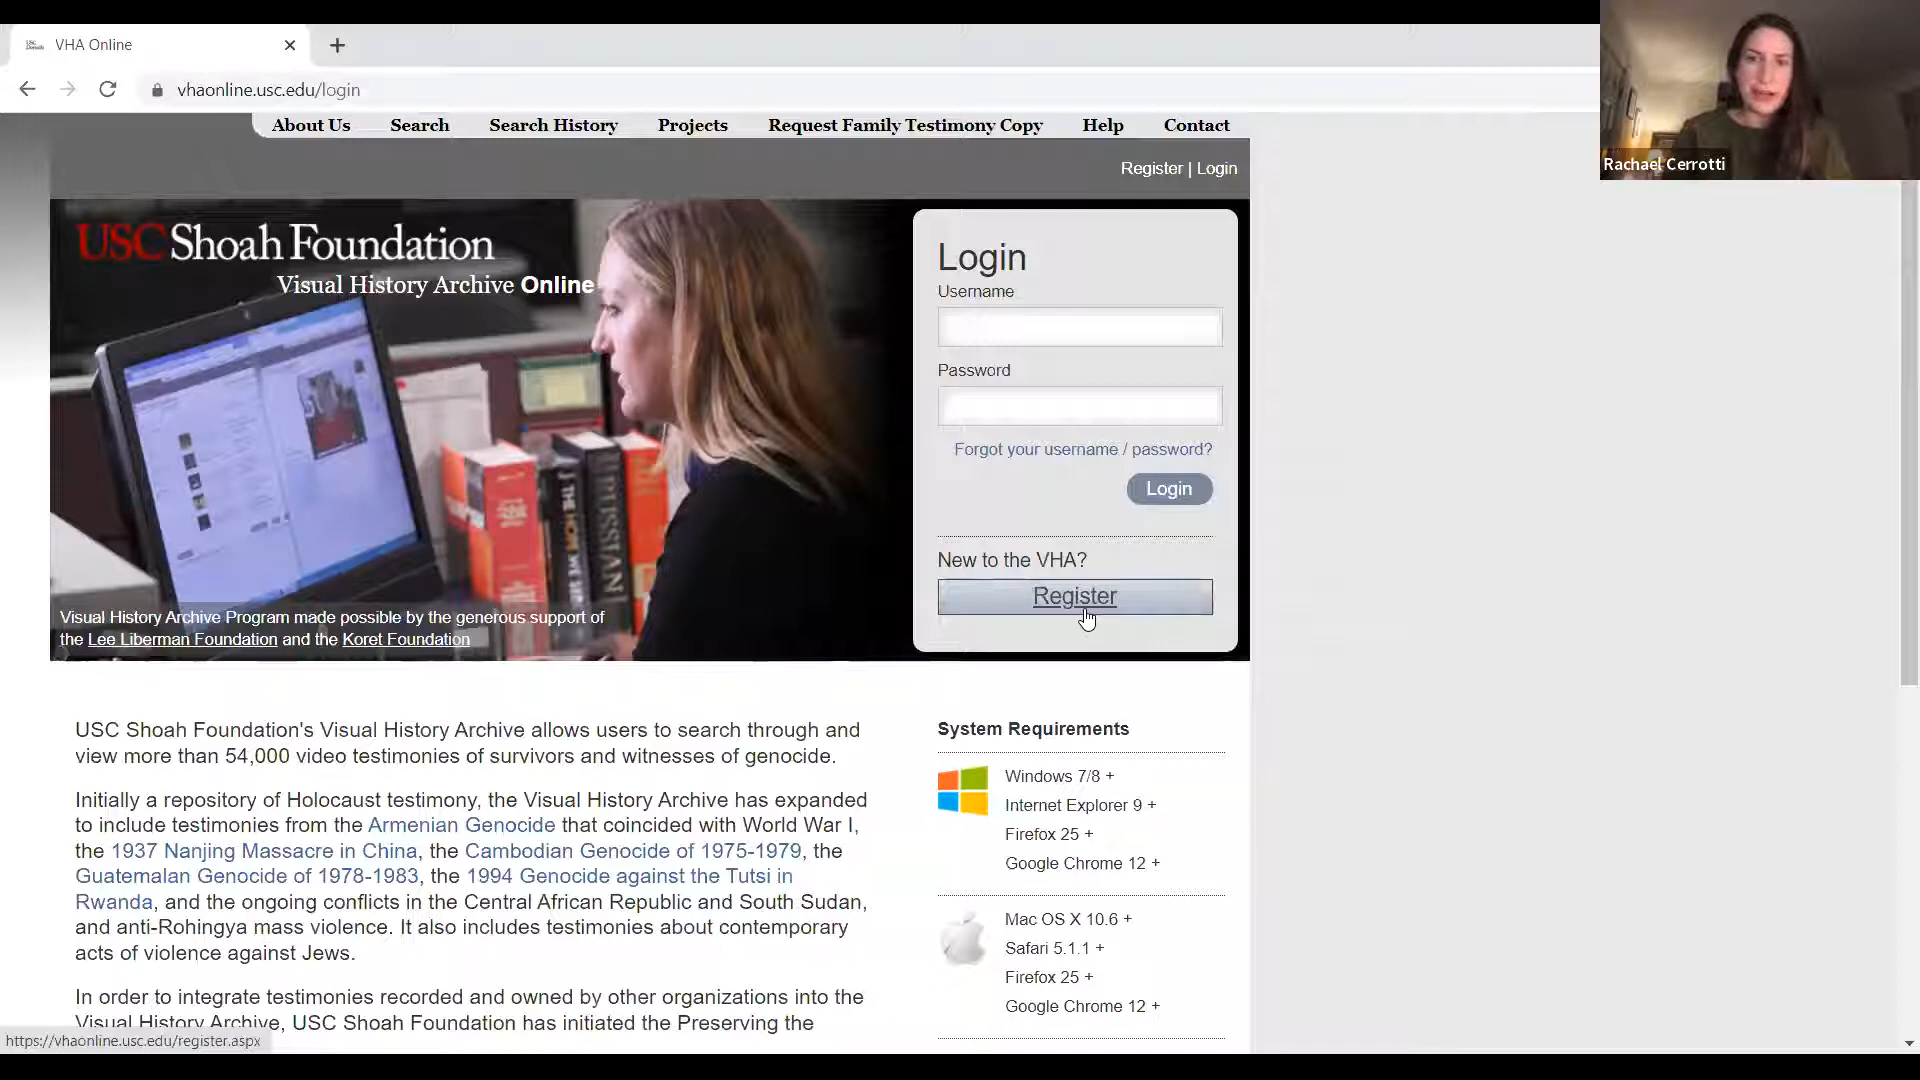 VHA Online
vhaonline.usc.edu/login
About Us Search Search History Projects Request Family Testimony Copy Help Contact
Rachael Cerrotti
Register | Login
USC Shoah Foundation
Visual History Archive Online
Login
Username
Password
Forgot your username / password?
Login
New to the VHA?
Register
RUSSIAN
Visual History Archive Program made possible by the generous support of
the Lee Liberman Foundation and the Koret Foundation
USC Shoah Foundation's Visual History Archive allows users to search through and
view more than 54,000 video testimonies of survivors and witnesses of genocide.
Initially a repository of Holocaust testimony, the Visual History Archive has expanded
to include testimonies from the Armenian Genocide that coincided with World War I,
the 1937 Nanjing Massacre in China, the Cambodian Genocide of 1975-1979, the
Guatemalan Genocide of 1978-1983, the 1994 Genocide against the Tutsi in
Rwanda, and the ongoing conflicts in the Central African Republic and South Sudan,
and anti-Rohingya mass violence. It also includes testimonies about contemporary
acts of violence against Jews.
In order to integrate testimonies recorded and owned by other organizations into the
Visual History Archive, USC Shoah Foundation has initiated the Preserving the
System Requirements
Windows 7/8 +
Internet Explorer 9 +
Firefox 25 +
Google Chrome 12 +
Mac OS X 10.6 +
Safari 5.1.1 +
Firefox 25 +
Google Chrome 12 +
https://vhaonline.usc.edu/register.aspx